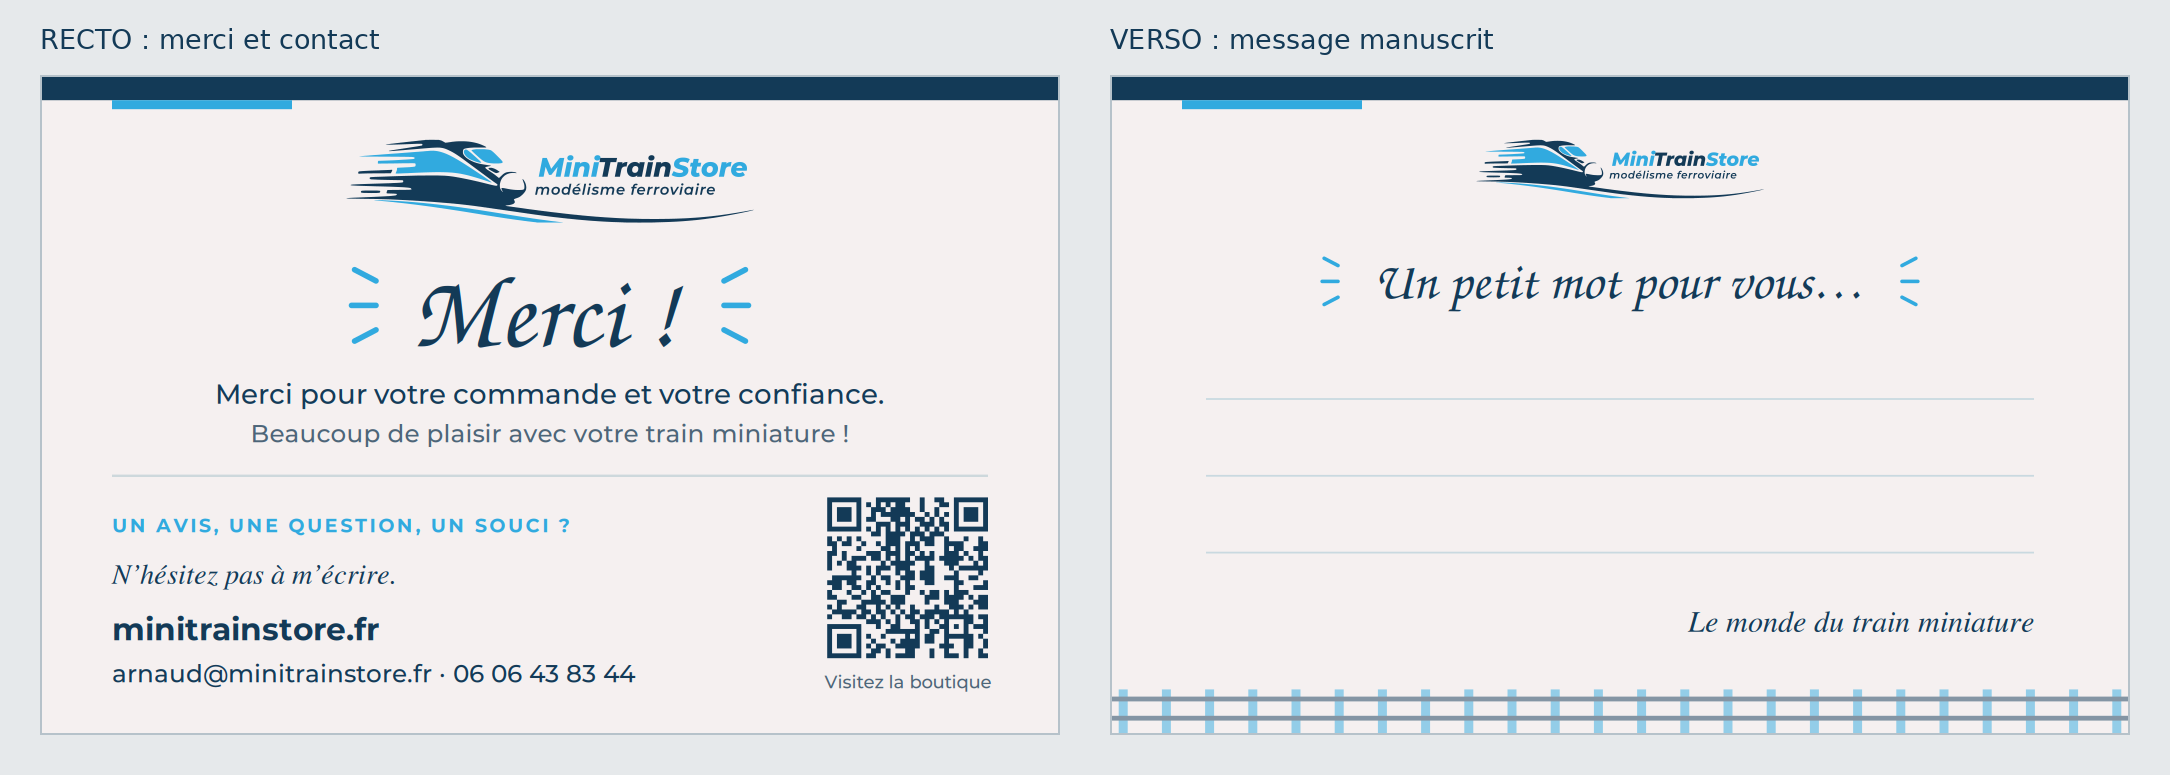 RECTO : merci et contact
MiniTrainStore
modélisme ferroviaire
Merci !
Merci pour votre commande et votre confiance.
Beaucoup de plaisir avec votre train miniature !
UN AVIS, UNE QUESTION, UN SOUCI ?
N’hésitez pas à m’écrire.
minitrainstore.fr
arnaud@minitrainstore.fr · 06 06 43 83 44
Visitez la boutique
VERSO : message manuscrit
MiniTrainStore
modélisme ferroviaire
Un petit mot pour vous…
Le monde du train miniature